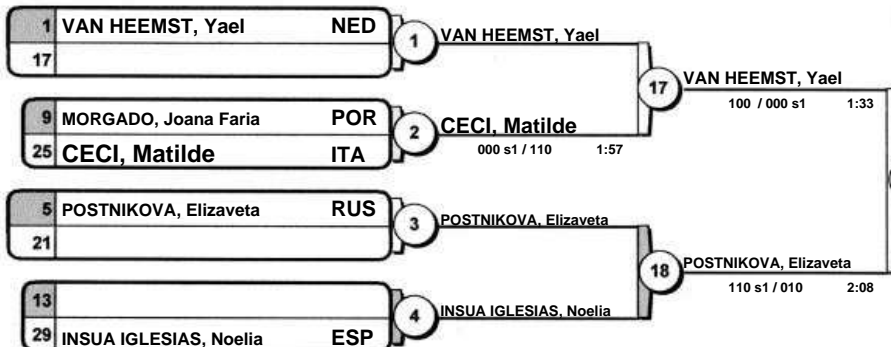 1 VAN HEEMST, Yael NED
17
1 VAN HEEMST, Yael
9 MORGADO, Joana Faria POR
25 CECI, Matilde ITA
2 CECI, Matilde
000 s1 / 110 1:57
17 VAN HEEMST, Yael
100 / 000 s1 1:33
5 POSTNIKOVA, Elizaveta RUS
21
3 POSTNIKOVA, Elizaveta
13
29 INSUA IGLESIAS, Noelia ESP
4 INSUA IGLESIAS, Noelia
18 POSTNIKOVA, Elizaveta
110 s1 / 010 2:08